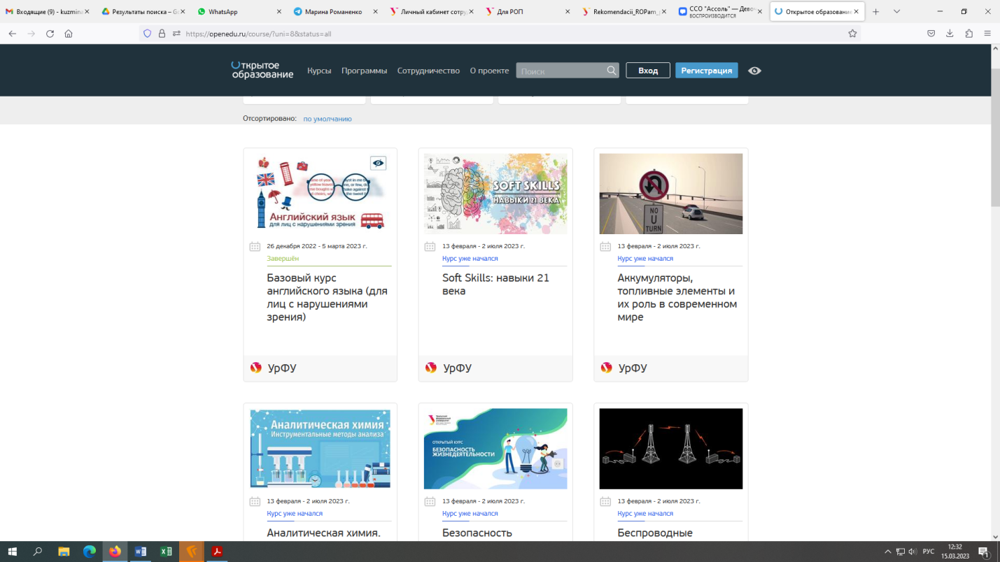 Входящие (9) - kuzmina
Результаты поиска – Go
WhatsApp
Марина Романенко
Личный кабинет сотру
Для РОП
Rekomendacii_ROPam_
ССО "Ассоль" — Девоч
ВОСПРОИЗВОДИТСЯ
Открытое образование
https://openedu.ru/course/?uni=8&status=all
Открытое
образование
Курсы
Программы
Сотрудничество
О проекте
Поиск
Вход
Регистрация
Отсортировано: по умолчанию
Английский язык
для лиц с нарушениями зрения
26 декабря 2022 - 5 марта 2023 г.
Завершён
Базовый курс
английского языка (для
лиц с нарушениями
зрения)
УрФУ
SOFT SKILLS
НАВЫКИ 21 ВЕКА
13 февраля - 2 июля 2023 г.
Курс уже начался
Soft Skills: навыки 21
века
УрФУ
NO
U
TURN
13 февраля - 2 июля 2023 г.
Курс уже начался
Аккумуляторы,
топливные элементы и
их роль в современном
мире
УрФУ
Аналитическая химия
Инструментальные методы анализа
13 февраля - 2 июля 2023 г.
Курс уже начался
Аналитическая химия.
ОТКРЫТЫЙ КУРС
БЕЗОПАСНОСТЬ
ЖИЗНЕДЕЯТЕЛЬНОСТИ
13 февраля - 2 июля 2023 г.
Курс уже начался
Безопасность
13 февраля - 2 июля 2023 г.
Курс уже начался
Беспроводные
РУС
12:32
15.03.2023
1